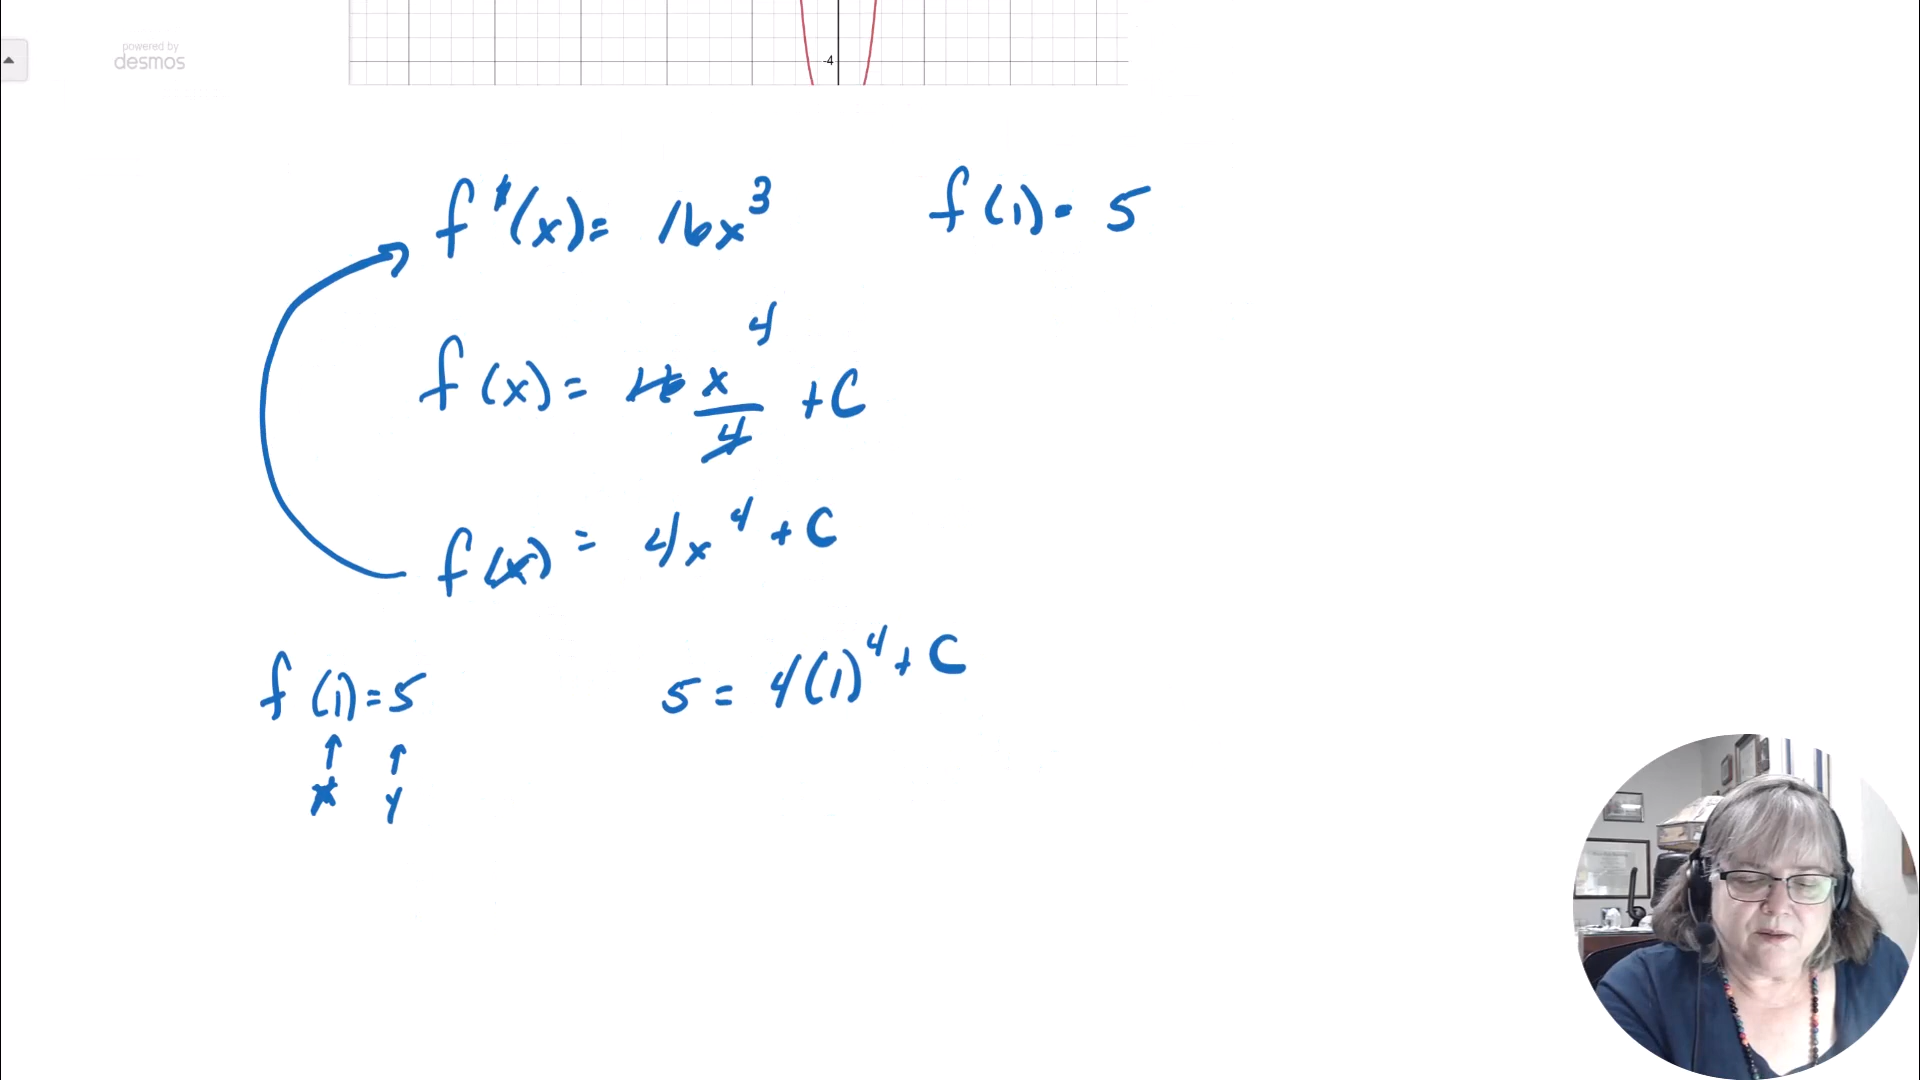 powered by
desmos
-4
f'(x)= 16x³ f(1)= 5
f(x)= 16 x⁴/4 +C
f(x) = 4x⁴ + C
f(1)=5 5 = 4(1)⁴ + C
↑ ↑
x y